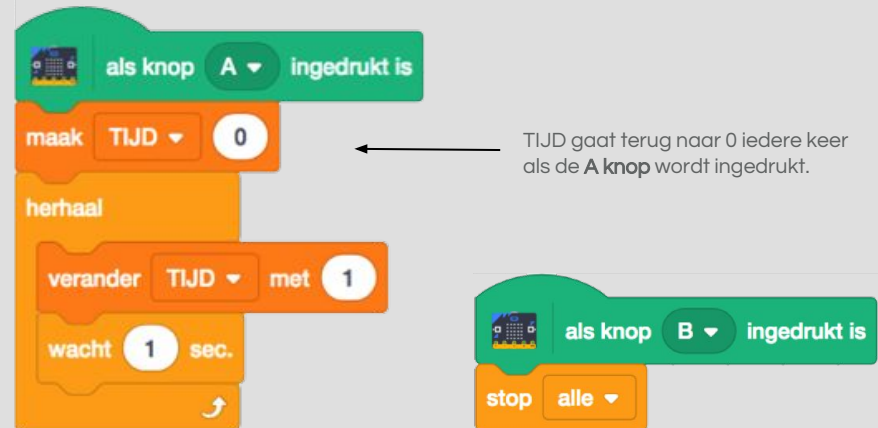 als knop A ingedrukt is
maak TIJD 0
TIJD gaat terug naar 0 iedere keer
als de A knop wordt ingedrukt.
herhaal
verander TIJD met 1
wacht 1 sec.
als knop B ingedrukt is
stop alle